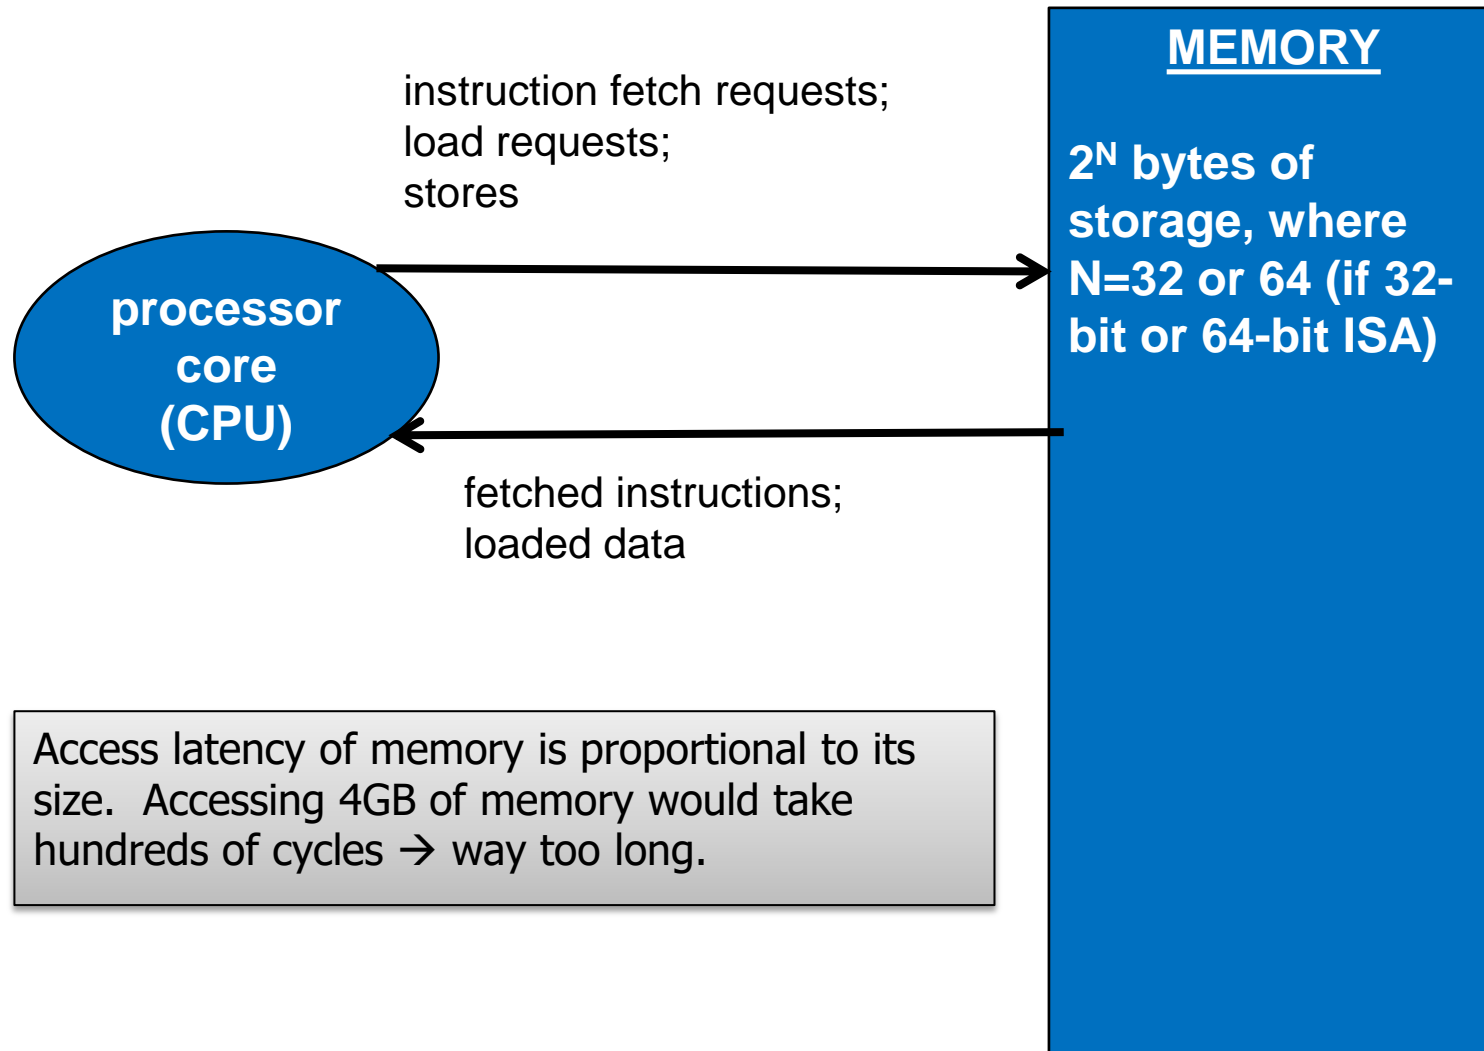 MEMORY
instruction fetch requests;
load requests;
stores
2ᴺ bytes of
storage, where
N=32 or 64 (if 32-
bit or 64-bit ISA)
processor
core
(CPU)
fetched instructions;
loaded data
Access latency of memory is proportional to its
size.  Accessing 4GB of memory would take
hundreds of cycles → way too long.